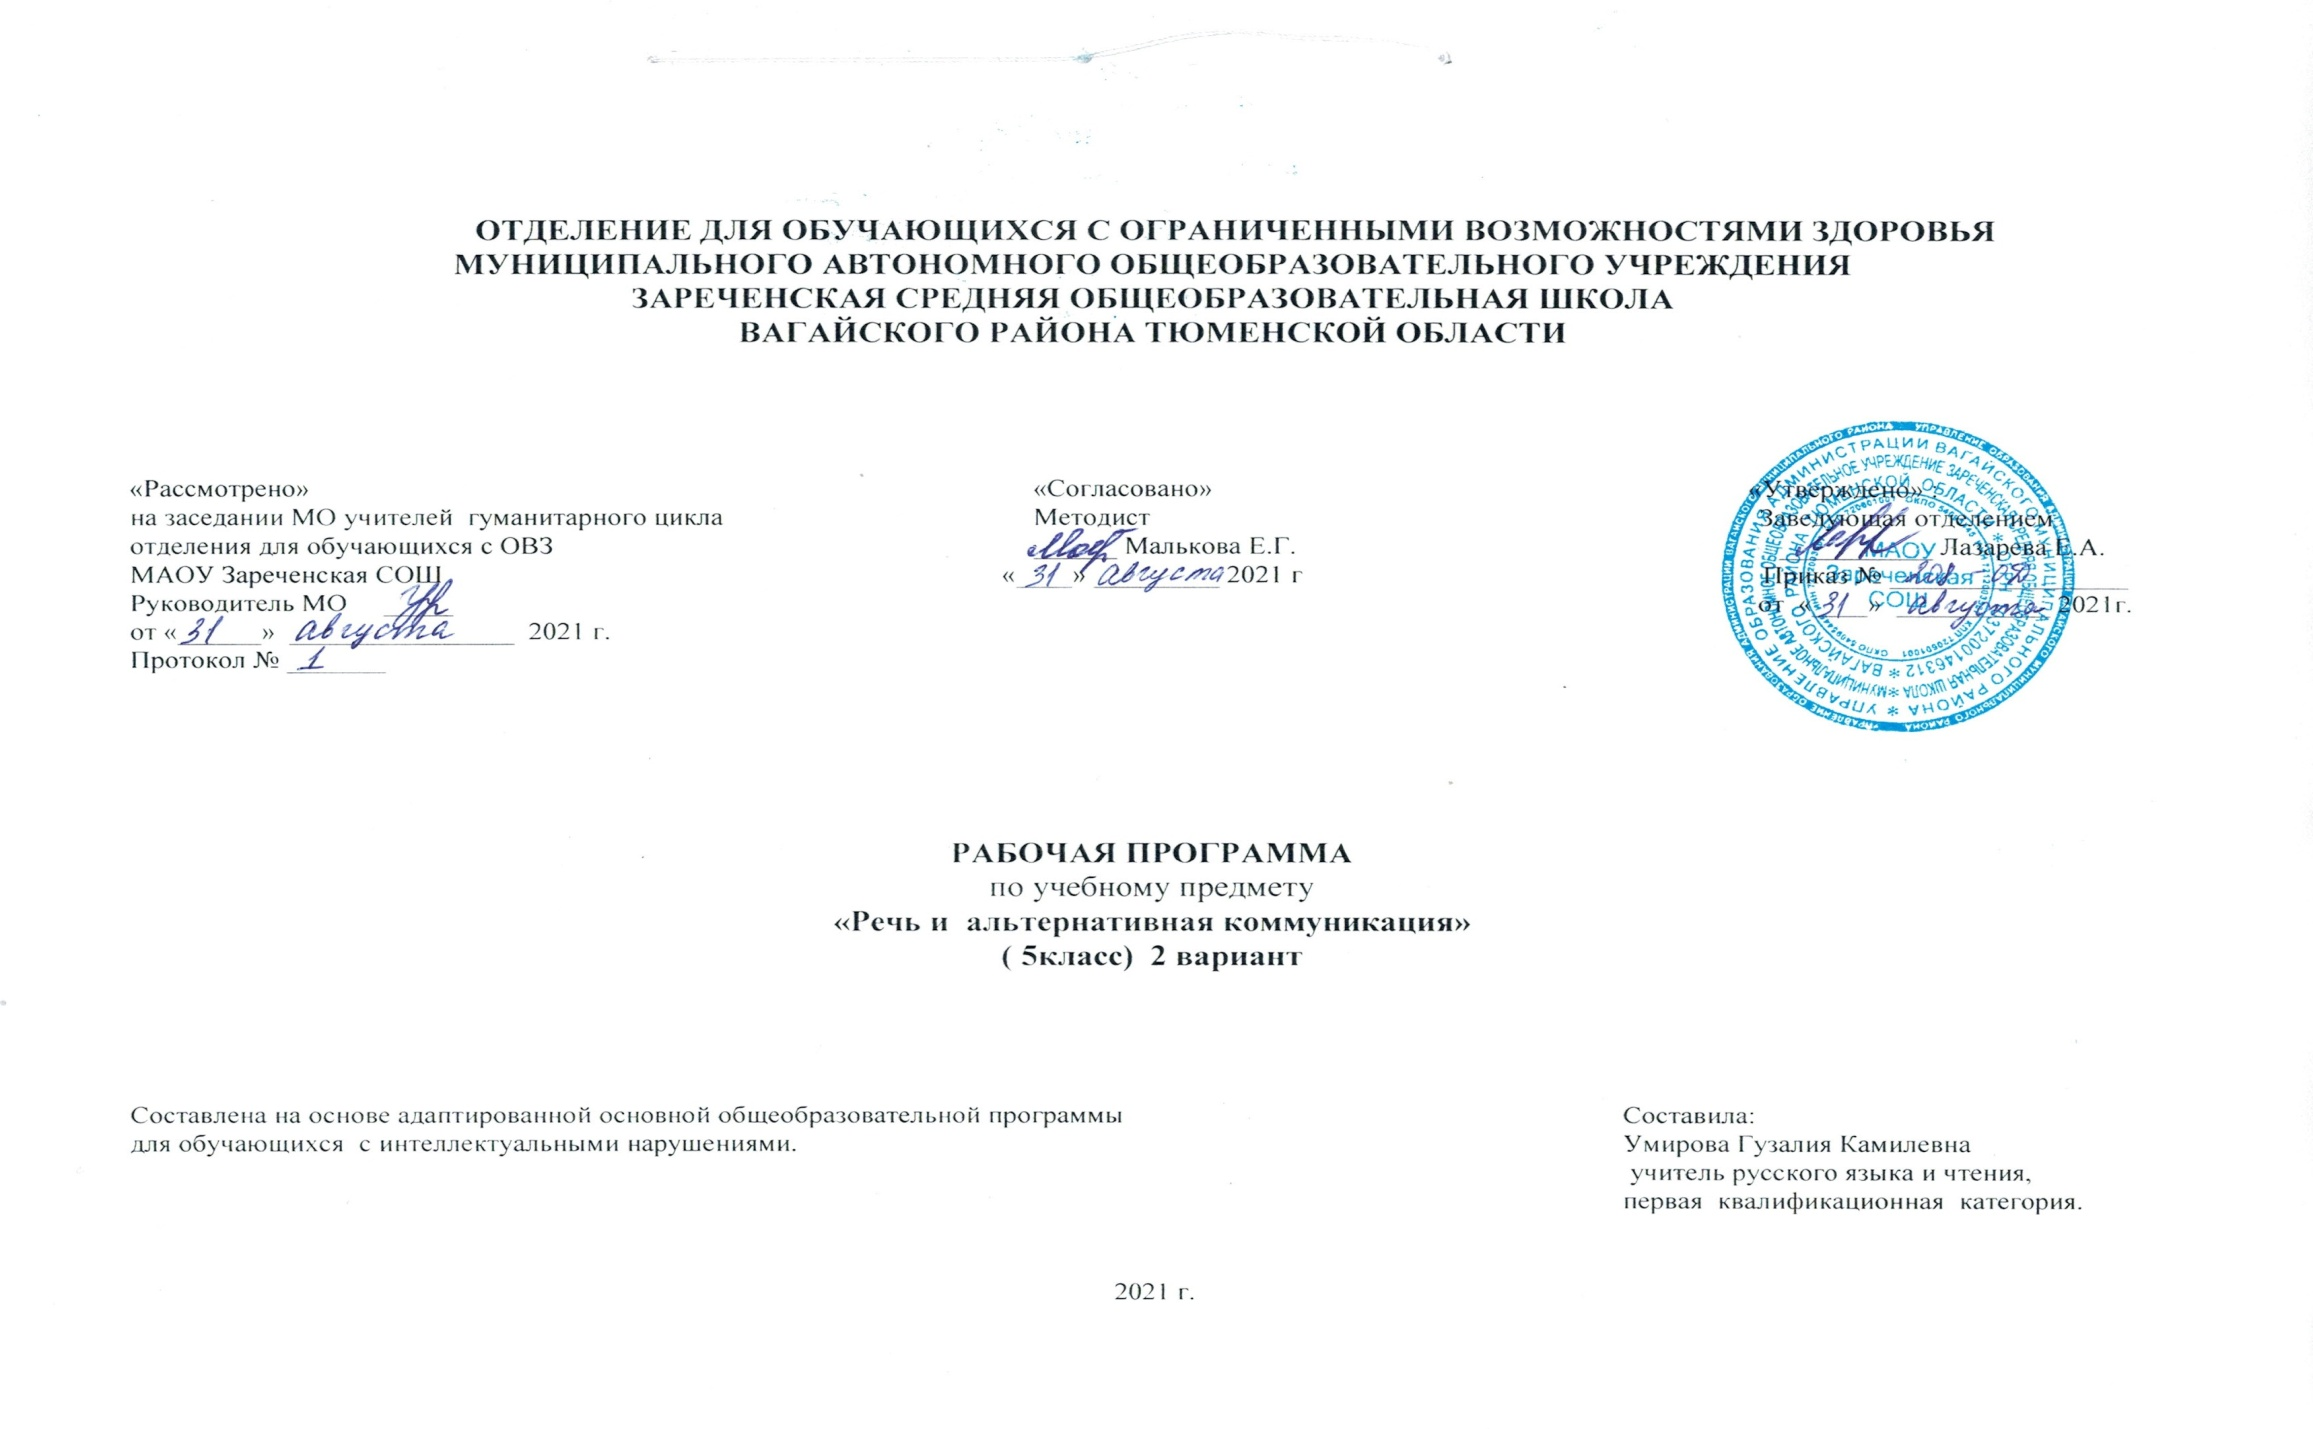 ОТДЕЛЕНИЕ ДЛЯ ОБУЧАЮЩИХСЯ С ОГРАНИЧЕННЫМИ ВОЗМОЖНОСТЯМИ ЗДОРОВЬЯ
МУНИЦИПАЛЬНОГО АВТОНОМНОГО ОБЩЕОБРАЗОВАТЕЛЬНОГО УЧРЕЖДЕНИЯ
ЗАРЕЧЕНСКАЯ СРЕДНЯЯ ОБЩЕОБРАЗОВАТЕЛЬНАЯ ШКОЛА
ВАГАЙСКОГО РАЙОНА ТЮМЕНСКОЙ ОБЛАСТИ
«Рассмотрено»
на заседании МО учителей гуманитарного цикла
отделения для обучающихся с ОВЗ
МАОУ Зареченская СОШ
Руководитель МО
от « 31 » августа 2021 г.
Протокол № 1
«Согласовано»
Методист
Малькова Е.Г.
« 31 » августа 2021 г
«Утверждено»
Заведующая отделением
Лазарева Е.А.
Приказ №
от « 31 » августа 2021г.
МАОУ
Зареченская
СОШ
РАБОЧАЯ ПРОГРАММА
по учебному предмету
«Речь и альтернативная коммуникация»
( 5класс) 2 вариант
Составлена на основе адаптированной основной общеобразовательной программы
для обучающихся с интеллектуальными нарушениями.
Составила:
Умирова Гузалия Камилевна
учитель русского языка и чтения,
первая квалификационная категория.
2021 г.